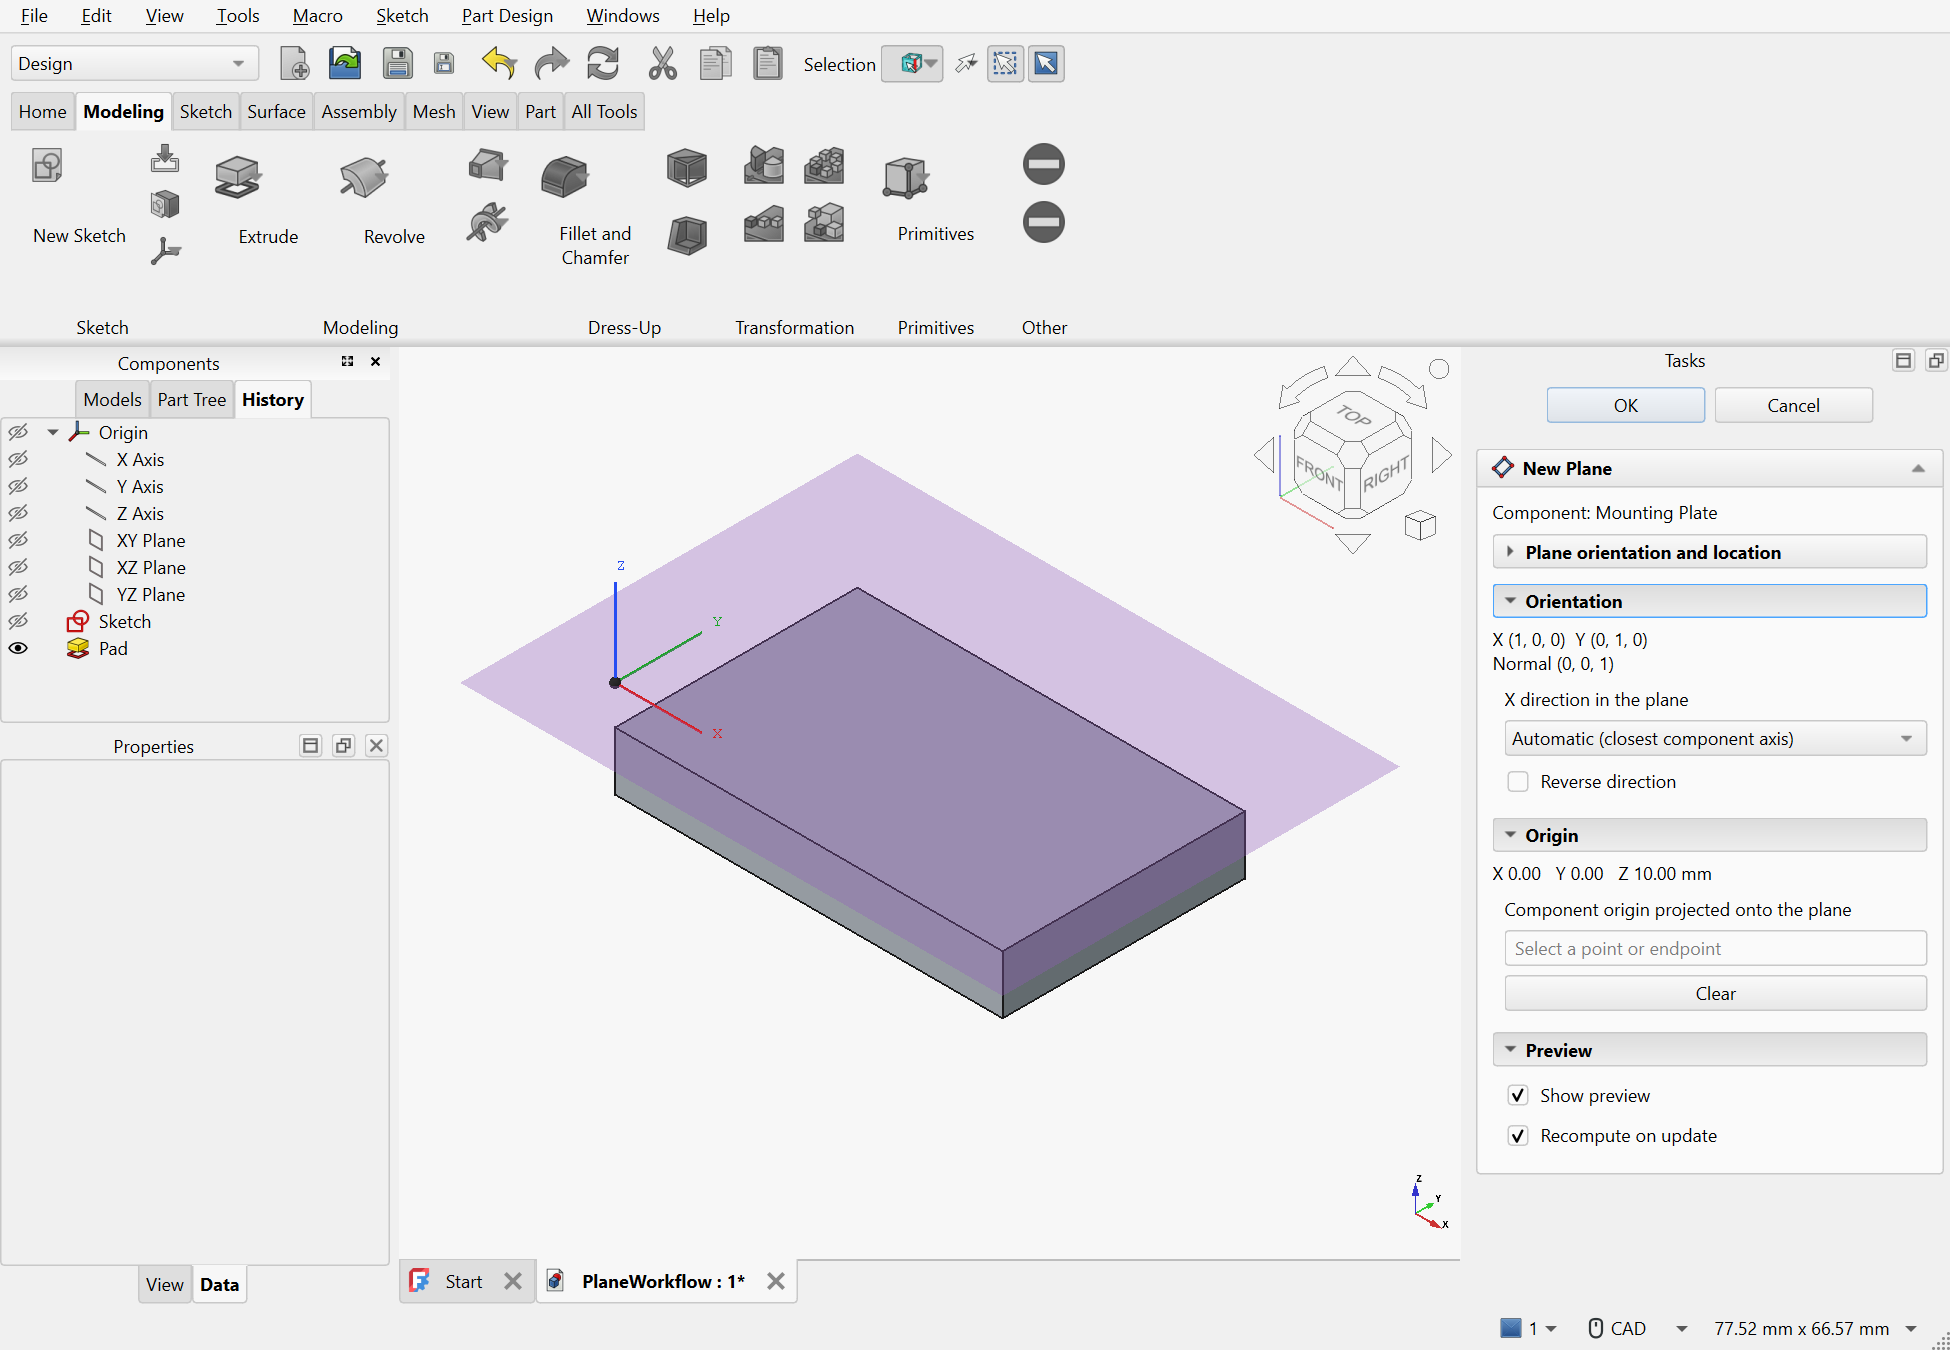 File Edit View Tools Macro Sketch Part Design Windows Help
Design Selection
Home Modeling Sketch Surface Assembly Mesh View Part All Tools
New Sketch Extrude Revolve Fillet and Chamfer Primitives
Sketch Modeling Dress-Up Transformation Primitives Other
Components
Models Part Tree History
Origin
X Axis
Y Axis
Z Axis
XY Plane
XZ Plane
YZ Plane
Sketch
Pad
Properties
View Data
Z
Y
X
TOP
FRONT
RIGHT
Z
Y
X
Start PlaneWorkflow : 1*
Tasks
OK Cancel
New Plane
Component: Mounting Plate
Plane orientation and location
Orientation
X (1, 0, 0) Y (0, 1, 0)
Normal (0, 0, 1)
X direction in the plane
Automatic (closest component axis)
Reverse direction
Origin
X 0.00 Y 0.00 Z 10.00 mm
Component origin projected onto the plane
Select a point or endpoint
Clear
Preview
Show preview
Recompute on update
1 CAD 77.52 mm x 66.57 mm